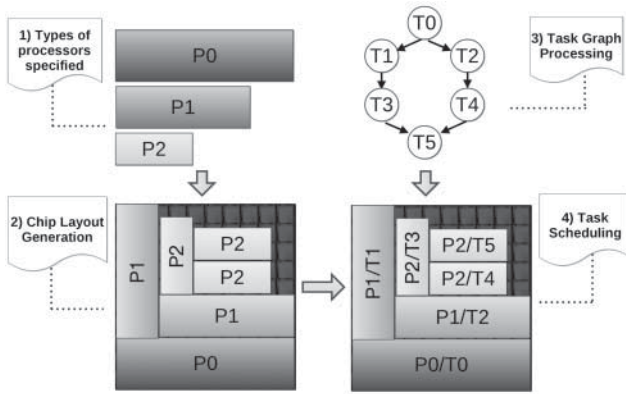 1) Types of
processors
specified
P0
P1
P2
T0
T1
T2
T3
T4
T5
3) Task Graph
Processing
2) Chip Layout
Generation
P1
P2
P2
P2
P1
P0
P1/T1
P2/T3
P2/T5
P2/T4
P1/T2
P0/T0
4) Task
Scheduling